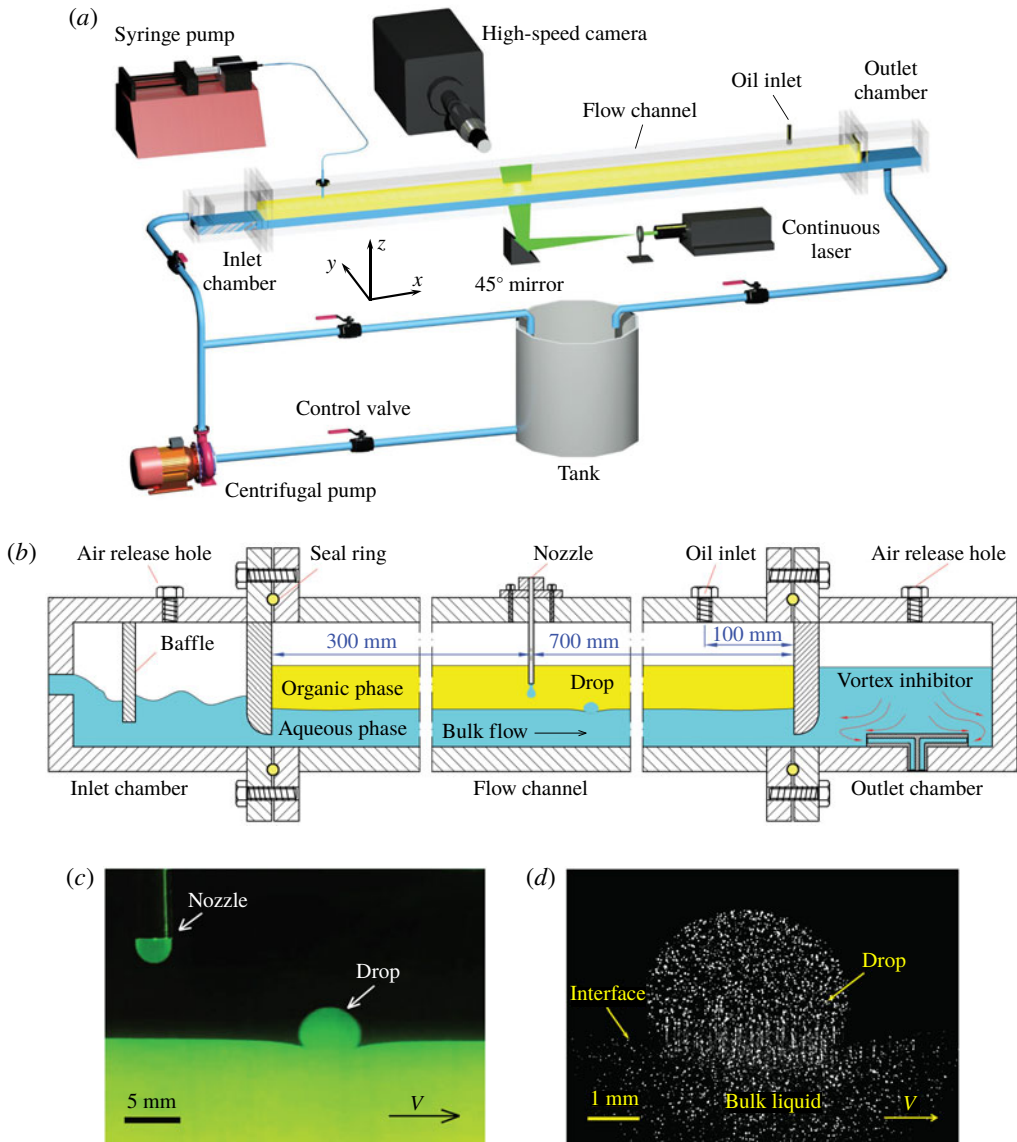 (a)
Syringe pump
High-speed camera
Oil inlet
Outlet
chamber
Flow channel
Inlet
chamber
z
y
x
45° mirror
Continuous
laser
Control valve
Centrifugal pump
Tank
(b)
Air release hole
Seal ring
Nozzle
Oil inlet
Air release hole
Baffle
300 mm
700 mm
100 mm
Organic phase
Drop
Vortex inhibitor
Aqueous phase
Bulk flow
Inlet chamber
Flow channel
Outlet chamber
(c)
Nozzle
Drop
5 mm
V
(d)
Drop
Interface
1 mm
Bulk liquid
V